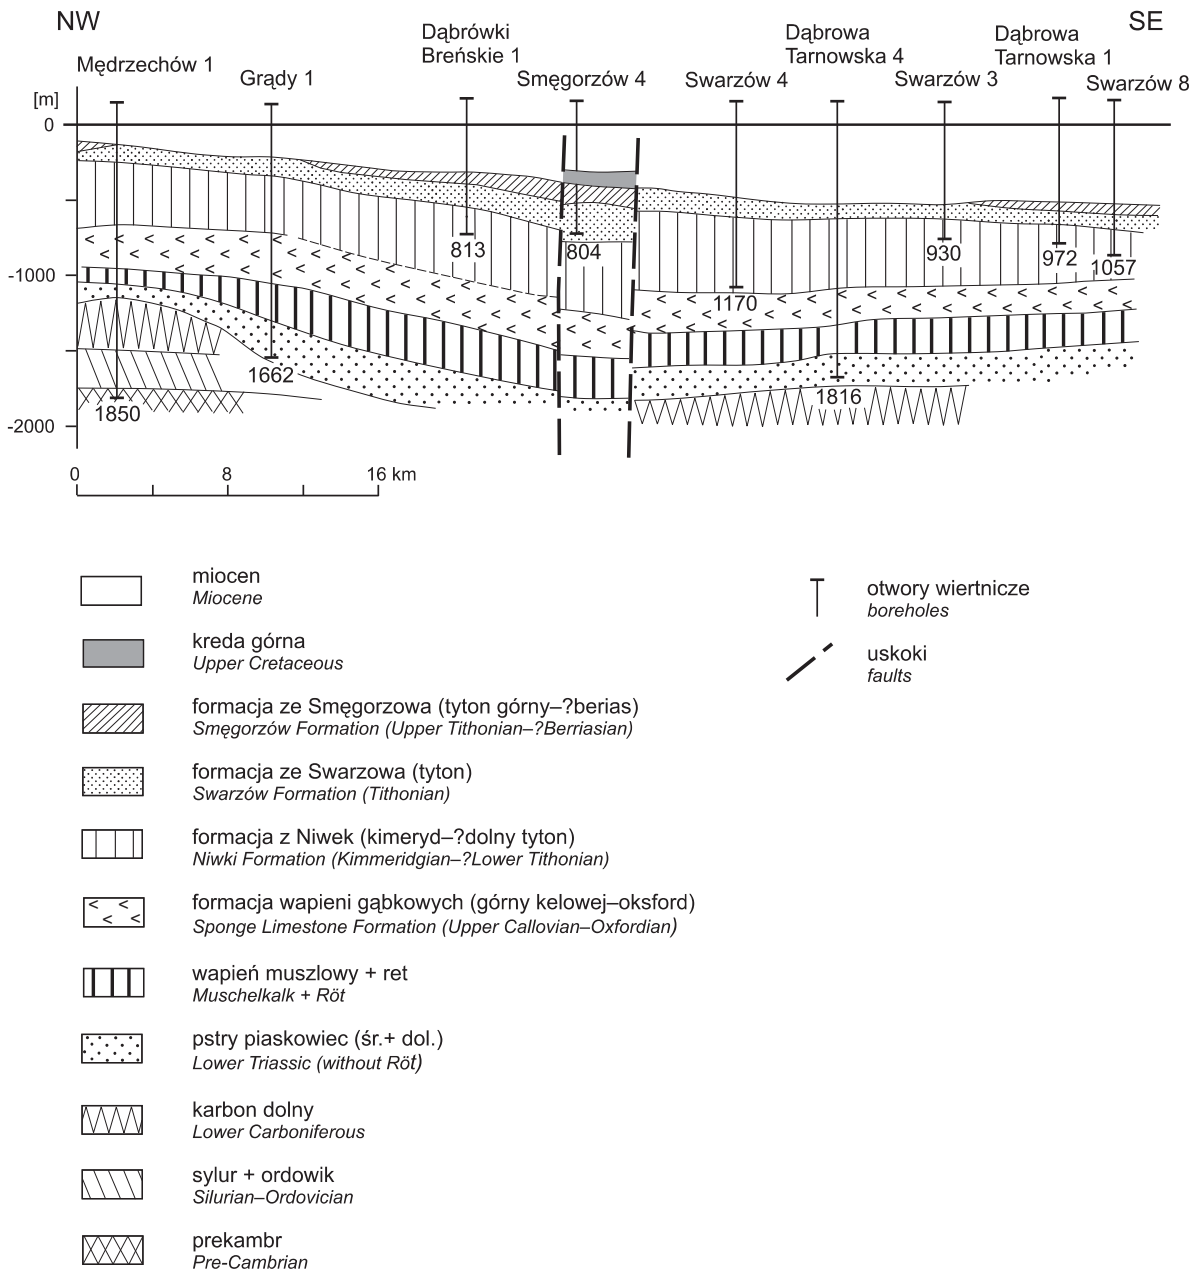 NW
SE
Mędrzechów 1
Grądy 1
Dąbrówki
Breńskie 1
Smęgorzów 4
Swarzów 4
Dąbrowa
Tarnowska 4
Swarzów 3
Dąbrowa
Tarnowska 1
Swarzów 8
[m]
0
-1000
-2000
813
804
930
972
1057
1170
1662
1816
1850
0
8
16 km
miocen
Miocene
kreda górna
Upper Cretaceous
formacja ze Smęgorzowa (tyton górny–?berias)
Smęgorzów Formation (Upper Tithonian–?Berriasian)
formacja ze Swarzowa (tyton)
Swarzów Formation (Tithonian)
formacja z Niwek (kimeryd–?dolny tyton)
Niwki Formation (Kimmeridgian–?Lower Tithonian)
formacja wapieni gąbkowych (górny kelowej–oksford)
Sponge Limestone Formation (Upper Callovian–Oxfordian)
wapień muszlowy + ret
Muschelkalk + Röt
pstry piaskowiec (śr.+ dol.)
Lower Triassic (without Röt)
karbon dolny
Lower Carboniferous
sylur + ordowik
Silurian–Ordovician
prekambr
Pre-Cambrian
otwory wiertnicze
boreholes
uskoki
faults